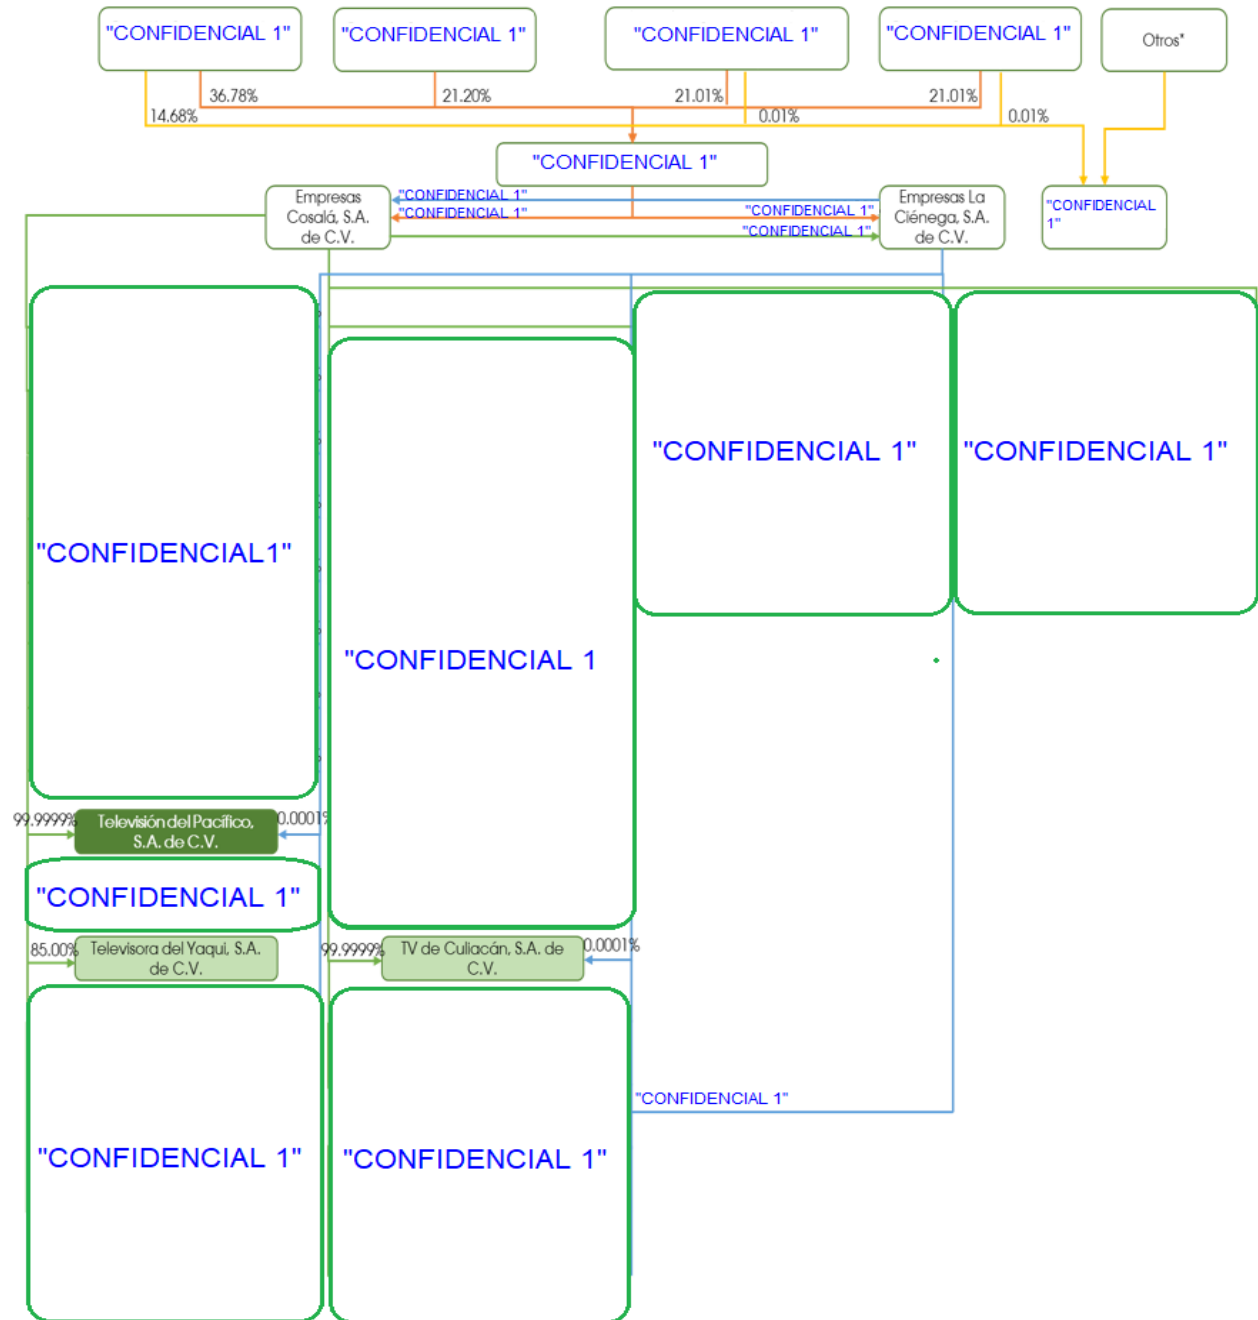 "CONFIDENCIAL 1"
"CONFIDENCIAL 1"
"CONFIDENCIAL 1"
"CONFIDENCIAL 1"
Otros*
36.78%
21.20%
21.01%
21.01%
14.68%
0.01%
0.01%
"CONFIDENCIAL 1"
Empresas
Cosalá, S.A.
de C.V.
"CONFIDENCIAL 1"
"CONFIDENCIAL 1"
"CONFIDENCIAL 1"
"CONFIDENCIAL 1"
Empresas La
Ciénega, S.A.
de C.V.
"CONFIDENCIAL
1"
"CONFIDENCIAL 1"
"CONFIDENCIAL 1"
"CONFIDENCIAL1"
"CONFIDENCIAL 1
99.9999%
Televisión del Pacífico,
S.A. de C.V.
0.0001%
"CONFIDENCIAL 1"
85.00%
Televisora del Yaqui, S.A.
de C.V.
99.9999%
TV de Culiacán, S.A. de
C.V.
0.0001%
"CONFIDENCIAL 1"
"CONFIDENCIAL 1"
"CONFIDENCIAL 1"